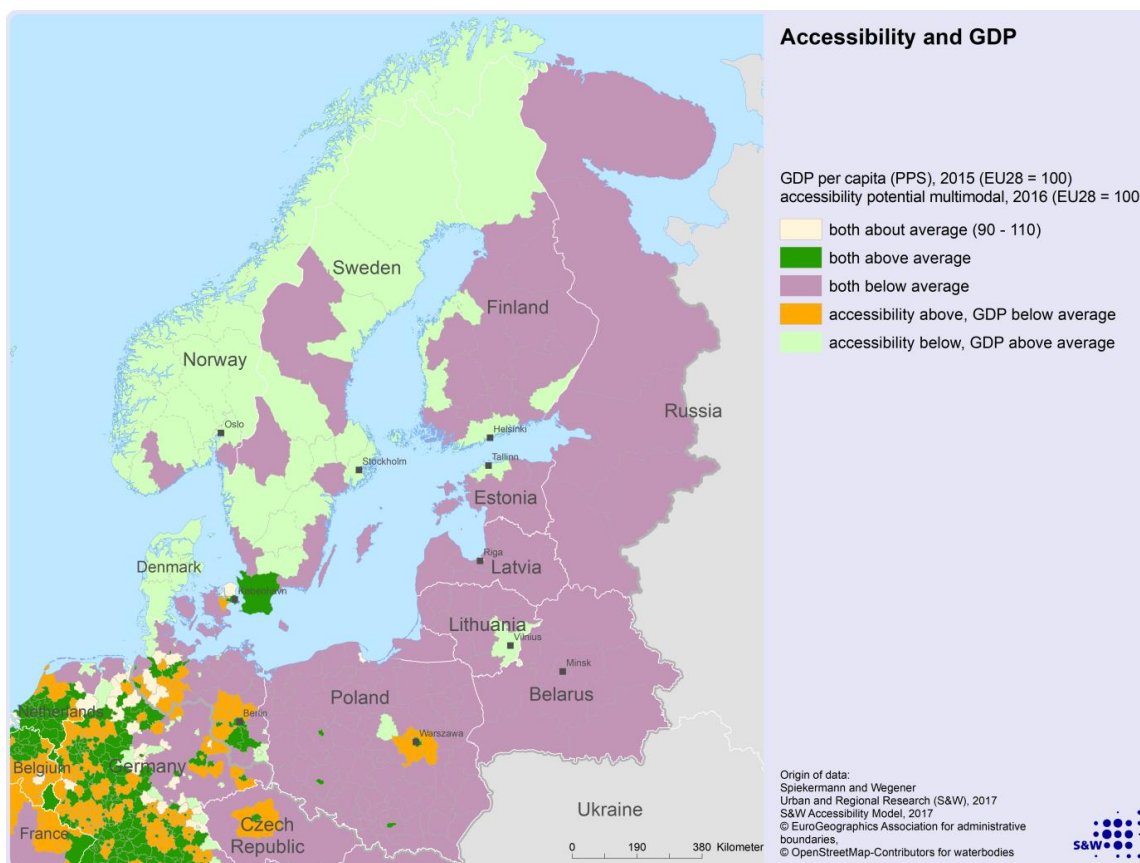 Accessibility and GDP
GDP per capita (PPS), 2015 (EU28 = 100)
accessibility potential multimodal, 2016 (EU28 = 100
both about average (90 - 110)
both above average
both below average
accessibility above, GDP below average
accessibility below, GDP above average
Sweden
Finland
Norway
Oslo
Russia
Helsinki
Stockholm
Tallinn
Estonia
Riga
Latvia
Denmark
København
Lithuania
Vilnius
Minsk
Belarus
Poland
Netherlands
Berlin
Warszawa
Belgium
Germany
Ukraine
France
Czech
Republic
0 190 380 Kilometer
Origin of data:
Spiekermann and Wegener
Urban and Regional Research (S&W), 2017
S&W Accessibility Model, 2017
© EuroGeographics Association for administrative
boundaries,
© OpenStreetMap-Contributors for waterbodies
S&W